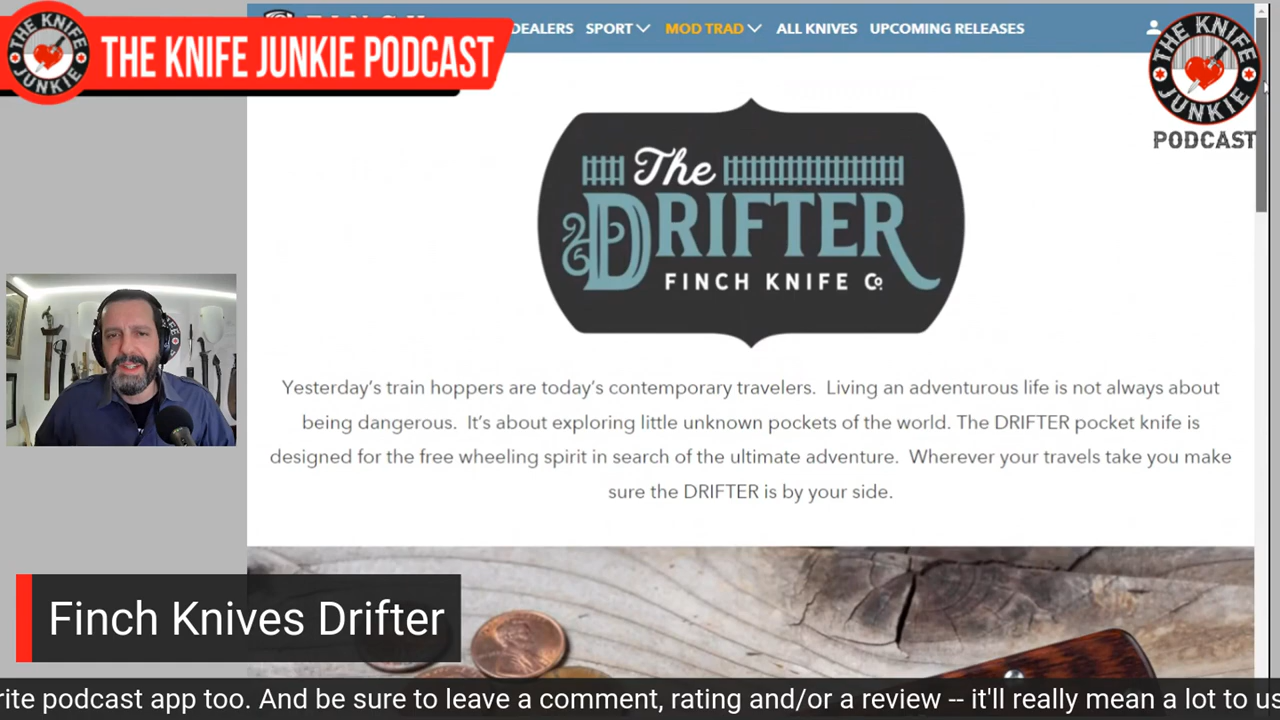 THE KNIFE JUNKIE
THE KNIFE JUNKIE PODCAST
DEALERS SPORT MOD TRAD ALL KNIVES UPCOMING RELEASES
THE KNIFE JUNKIE
PODCAST
The
DRIFTER
FINCH KNIFE Co.
Yesterday's train hoppers are today's contemporary travelers. Living an adventurous life is not always about
being dangerous. It's about exploring little unknown pockets of the world. The DRIFTER pocket knife is
designed for the free wheeling spirit in search of the ultimate adventure. Wherever your travels take you make
sure the DRIFTER is by your side.
Finch Knives Drifter
rite podcast app too. And be sure to leave a comment, rating and/or a review -- it'll really mean a lot to us